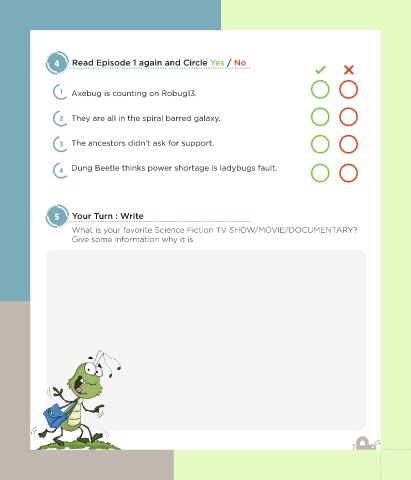 4 Read Episode 1 again and Circle Yes / No
1 Axebug is counting on Robug13.
2 They are all in the spiral barred galaxy.
3 The ancestors didn't ask for support.
4 Dung Beetle thinks power shortage is ladybugs fault.
5 Your Turn : Write
What is your favorite Science Fiction TV SHOW/MOVIE/DOCUMENTARY?
Give some information why it is.